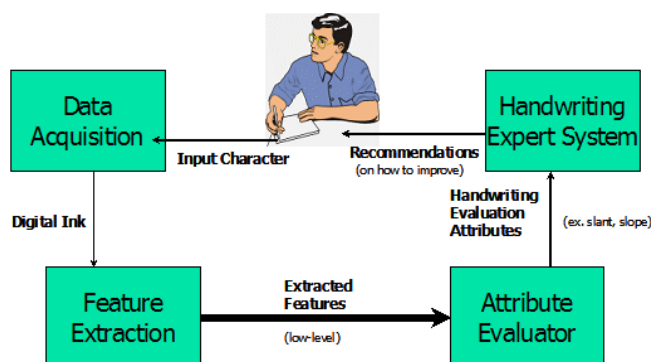 Data
Acquisition
Handwriting
Expert System
Input Character
Recommendations
(on how to improve)
Digital Ink
Handwriting
Evaluation
Attributes
(ex. slant, slope)
Feature
Extraction
Extracted
Features
(low-level)
Attribute
Evaluator